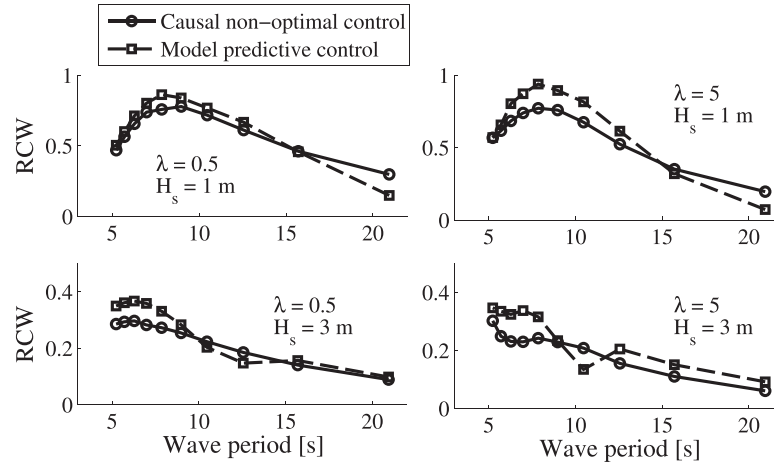 Causal non-optimal control
Model predictive control
1
0.5
0
RCW
λ = 0.5
H_s = 1 m
5 10 15 20
1
0.5
0
λ = 5
H_s = 1 m
5 10 15 20
0.4
0.2
0
RCW
λ = 0.5
H_s = 3 m
5 10 15 20
Wave period [s]
0.4
0.2
0
λ = 5
H_s = 3 m
5 10 15 20
Wave period [s]